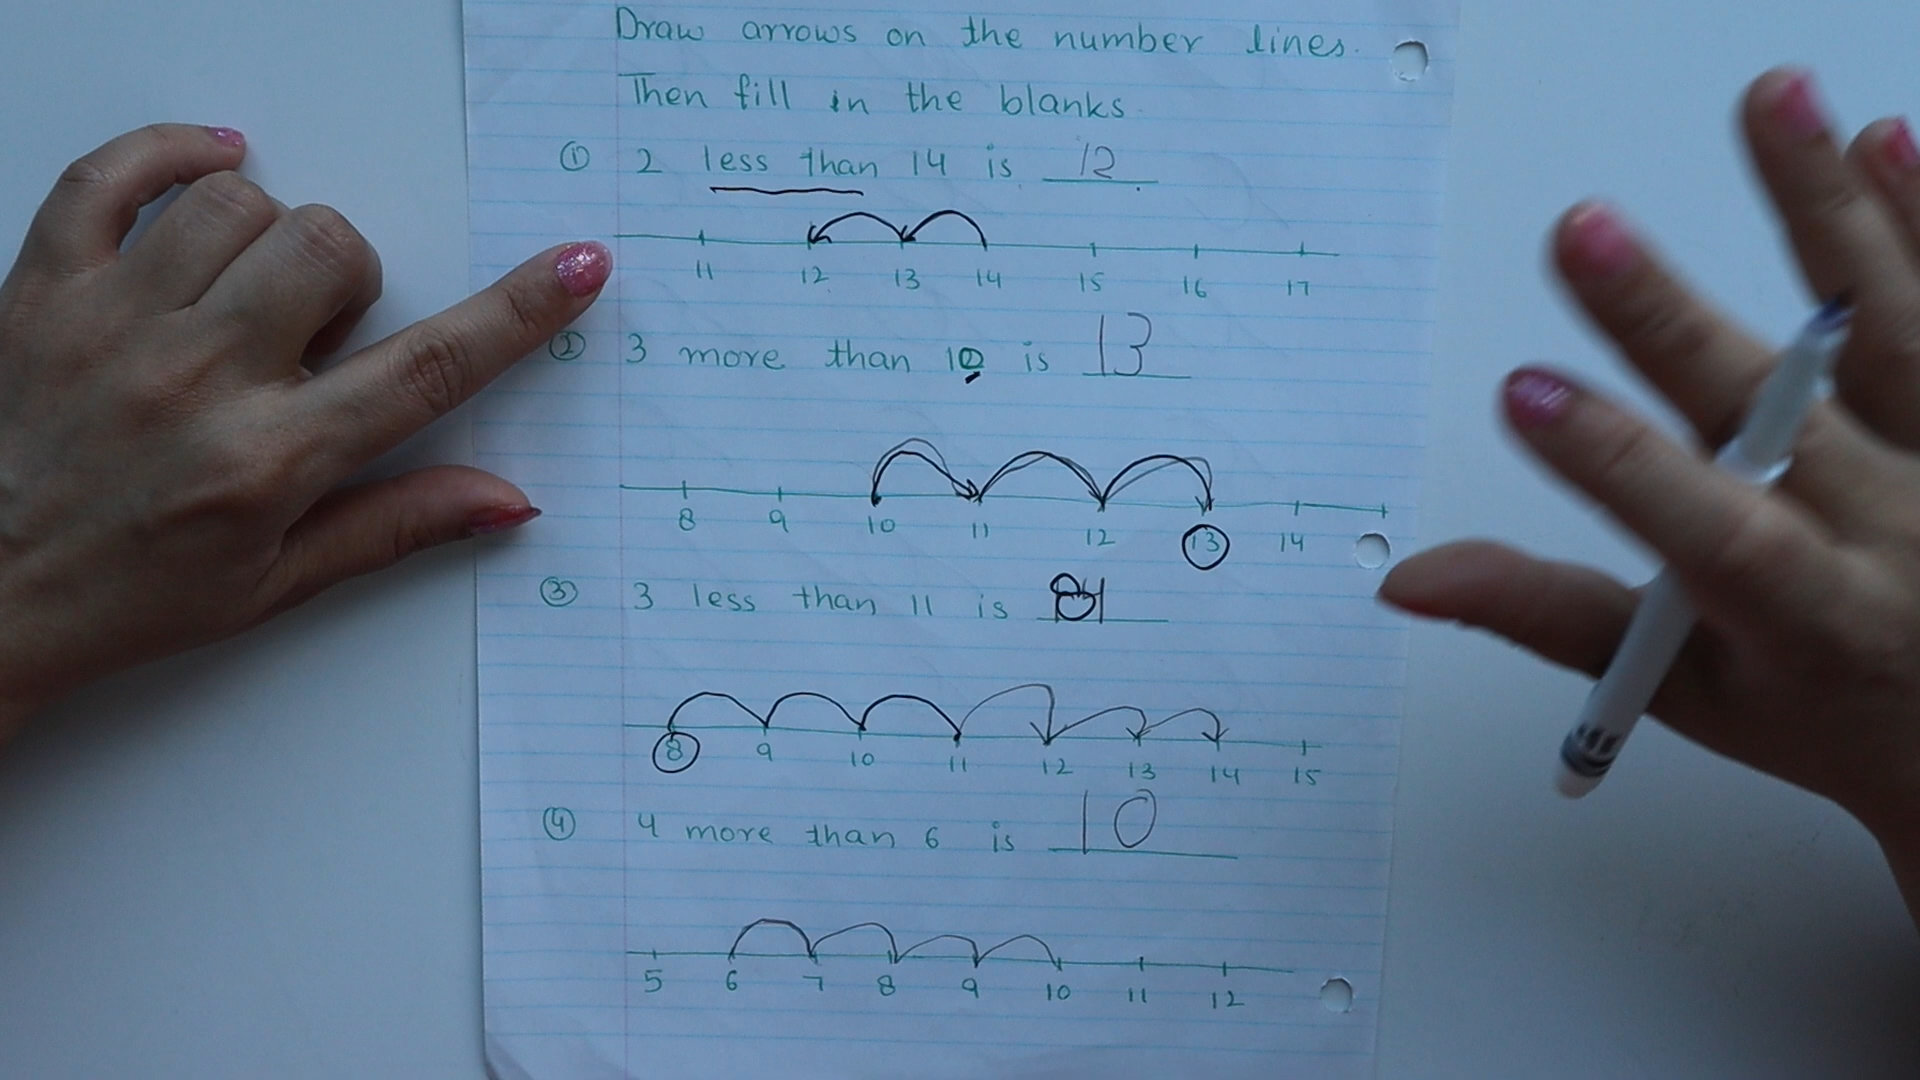 Draw arrows on the number lines.
Then fill in the blanks.
① 2 less than 14 is 12
11 12 13 14 15 16 17
② 3 more than 10 is 13
8 9 10 11 12 13 14
③ 3 less than 11 is
8 9 10 11 12 13 14 15
④ 4 more than 6 is 10
5 6 7 8 9 10 11 12